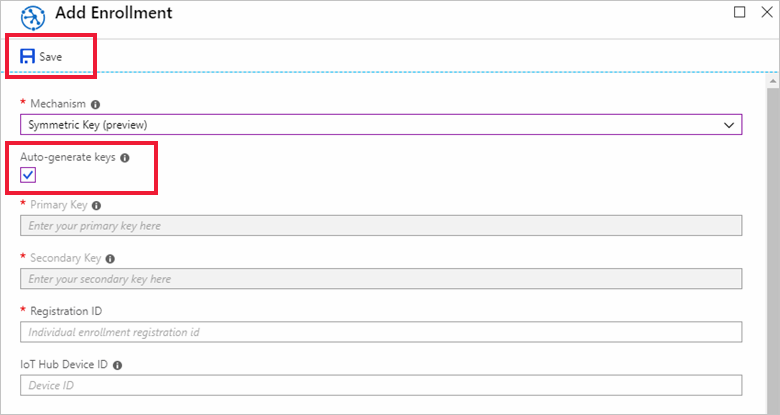 Add Enrollment
Save
* Mechanism
Symmetric Key (preview)
Auto-generate keys
* Primary Key
Enter your primary key here
* Secondary Key
Enter your secondary key here
* Registration ID
Individual enrollment registration id
IoT Hub Device ID
Device ID